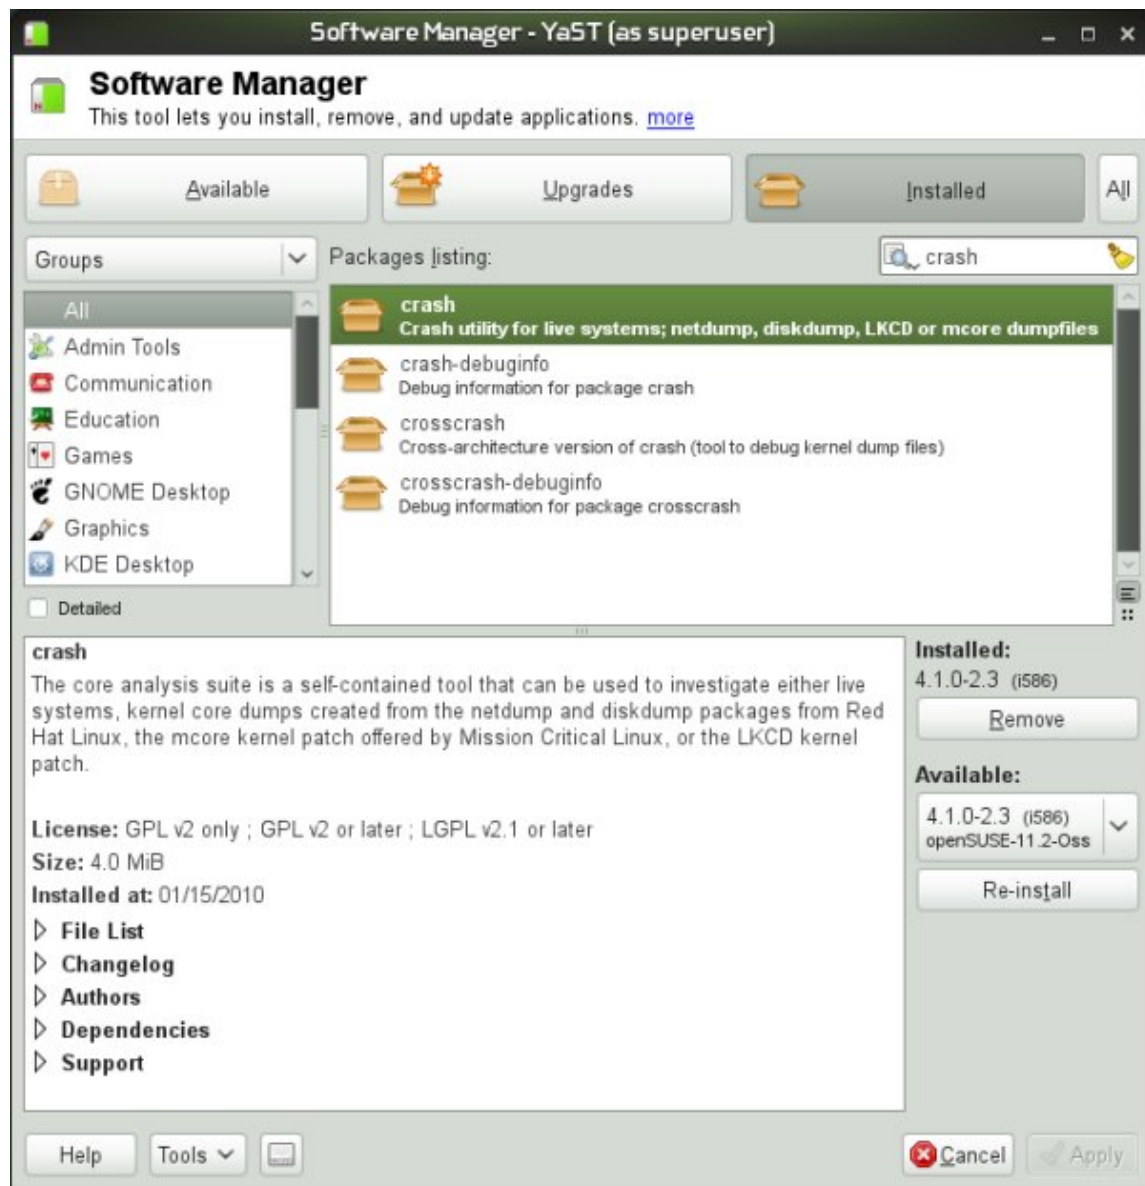 Software Manager - YaST (as superuser)
Software Manager
This tool lets you install, remove, and update applications. more
Available
Upgrades
Installed
All
Groups
Packages listing:
crash
All
Admin Tools
Communication
Education
Games
GNOME Desktop
Graphics
KDE Desktop
Detailed
crash
Crash utility for live systems; netdump, diskdump, LKCD or mcore dumpfiles
crash-debuginfo
Debug information for package crash
crosscrash
Cross-architecture version of crash (tool to debug kernel dump files)
crosscrash-debuginfo
Debug information for package crosscrash
crash
The core analysis suite is a self-contained tool that can be used to investigate either live
systems, kernel core dumps created from the netdump and diskdump packages from Red
Hat Linux, the mcore kernel patch offered by Mission Critical Linux, or the LKCD kernel
patch.
License: GPL v2 only ; GPL v2 or later ; LGPL v2.1 or later
Size: 4.0 MiB
Installed at: 01/15/2010
File List
Changelog
Authors
Dependencies
Support
Installed:
4.1.0-2.3 (i586)
Remove
Available:
4.1.0-2.3 (i586)
openSUSE-11.2-Oss
Re-install
Help
Tools
Cancel
Apply